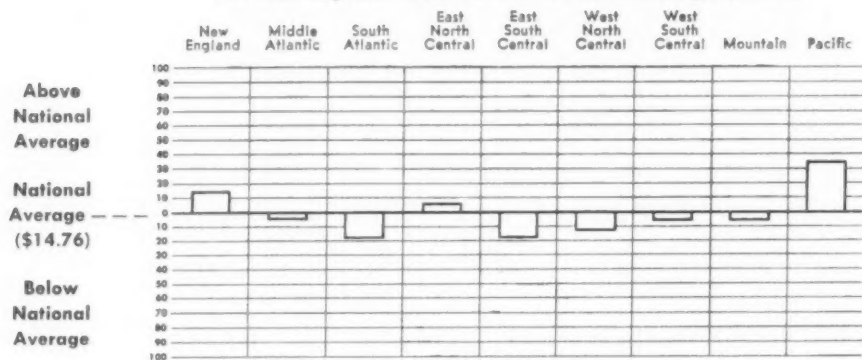 New England
Middle Atlantic
South Atlantic
East North Central
East South Central
West North Central
West South Central
Mountain
Pacific
Above National Average
National Average ($14.76)
Below National Average
100
90
80
70
60
50
40
30
20
10
0
10
20
30
40
50
60
70
80
90
100